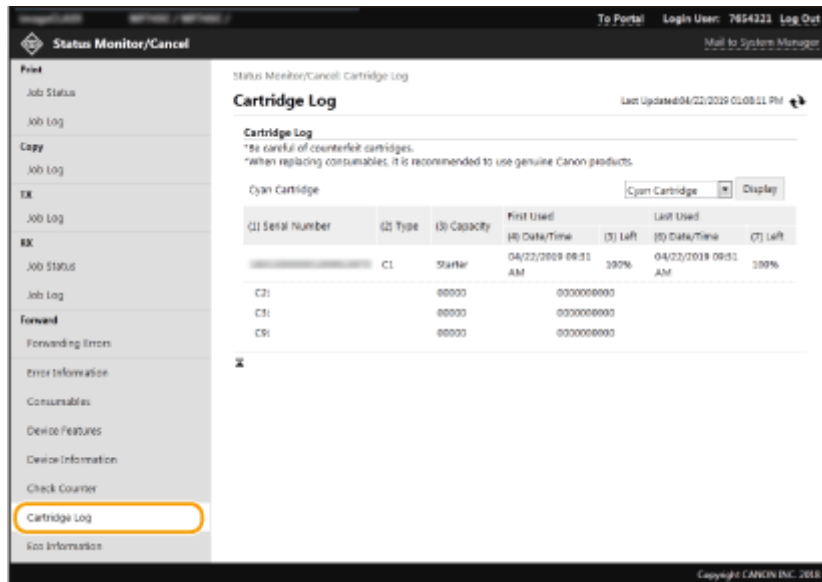 To Portal Login User: 7654321 Log Out
Status Monitor/Cancel
Mail to System Manager
Print
Job Status
Job Log
Copy
Job Log
TX
Job Log
RX
Job Status
Job Log
Forward
Forwarding Errors
Error Information
Consumables
Device Features
Device Information
Check Counter
Cartridge Log
Eco Information
Status Monitor/Cancel: Cartridge Log
Cartridge Log
Last Updated:04/22/2019 01:08:11 PM
Cartridge Log
*Be careful of counterfeit cartridges.
*When replacing consumables, it is recommended to use genuine Canon products.
Cyan Cartridge
Cyan Cartridge Display
(1) Serial Number (2) Type (3) Capacity First Used Last Used
(4) Date/Time (5) Left (6) Date/Time (7) Left
C1 Starter 04/22/2019 09:31 AM 100% 04/22/2019 09:31 AM 100%
C2: 00000 0000000000
C3: 00000 0000000000
C9: 00000 0000000000
Copyright CANON INC. 2018